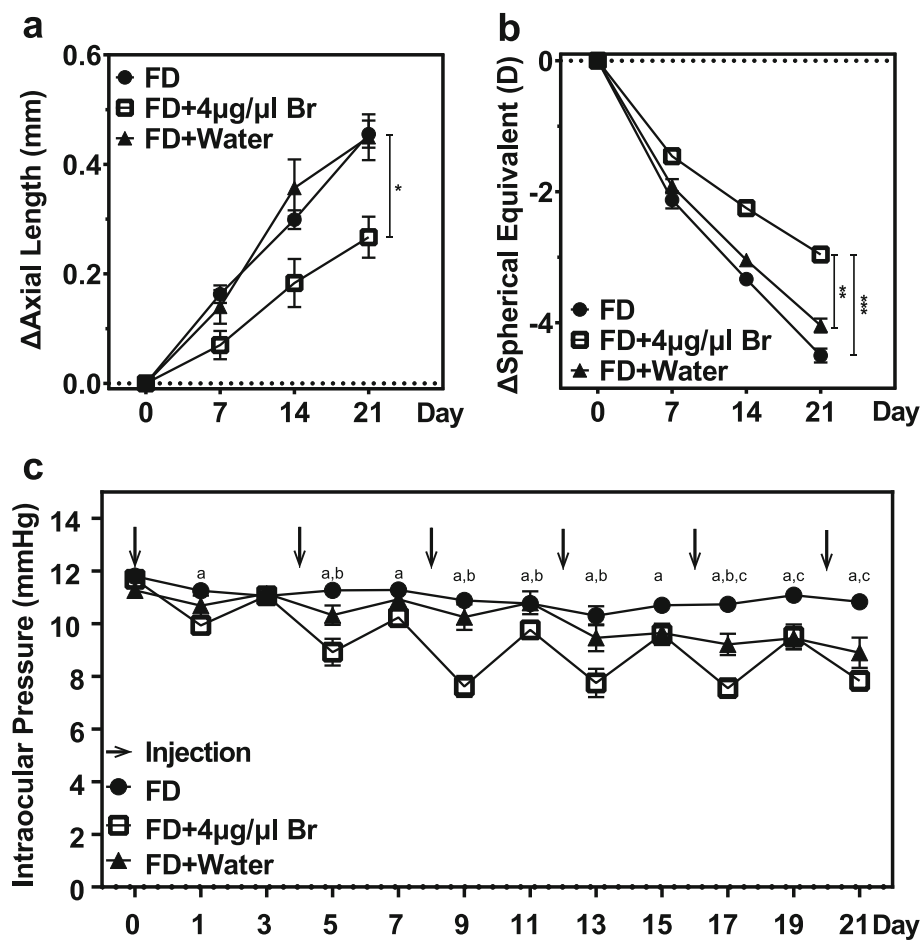 a
ΔAxial Length (mm)
0.6
0.4
0.2
0.0
FD
FD+4µg/µl Br
FD+Water
*
0 7 14 21 Day
b
ΔSpherical Equivalent (D)
0
-2
-4
FD
FD+4µg/µl Br
FD+Water
**
***
0 7 14 21 Day
c
Intraocular Pressure (mmHg)
14
12
10
8
6
4
2
0
a a,b a a,b a,b a,b a a,b,c a,c a,c
Injection
FD
FD+4µg/µl Br
FD+Water
0 1 3 5 7 9 11 13 15 17 19 21 Day